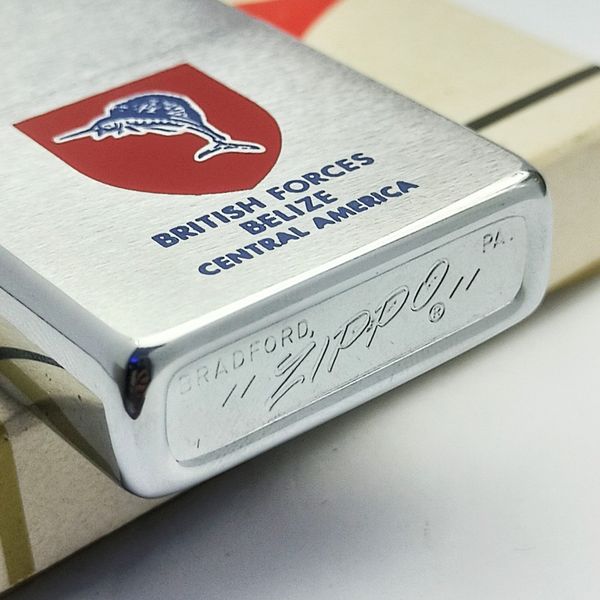 BRITISH FORCES
BELIZE
CENTRAL AMERICA
BRADFORD, PA.
"ZIPPO" ®